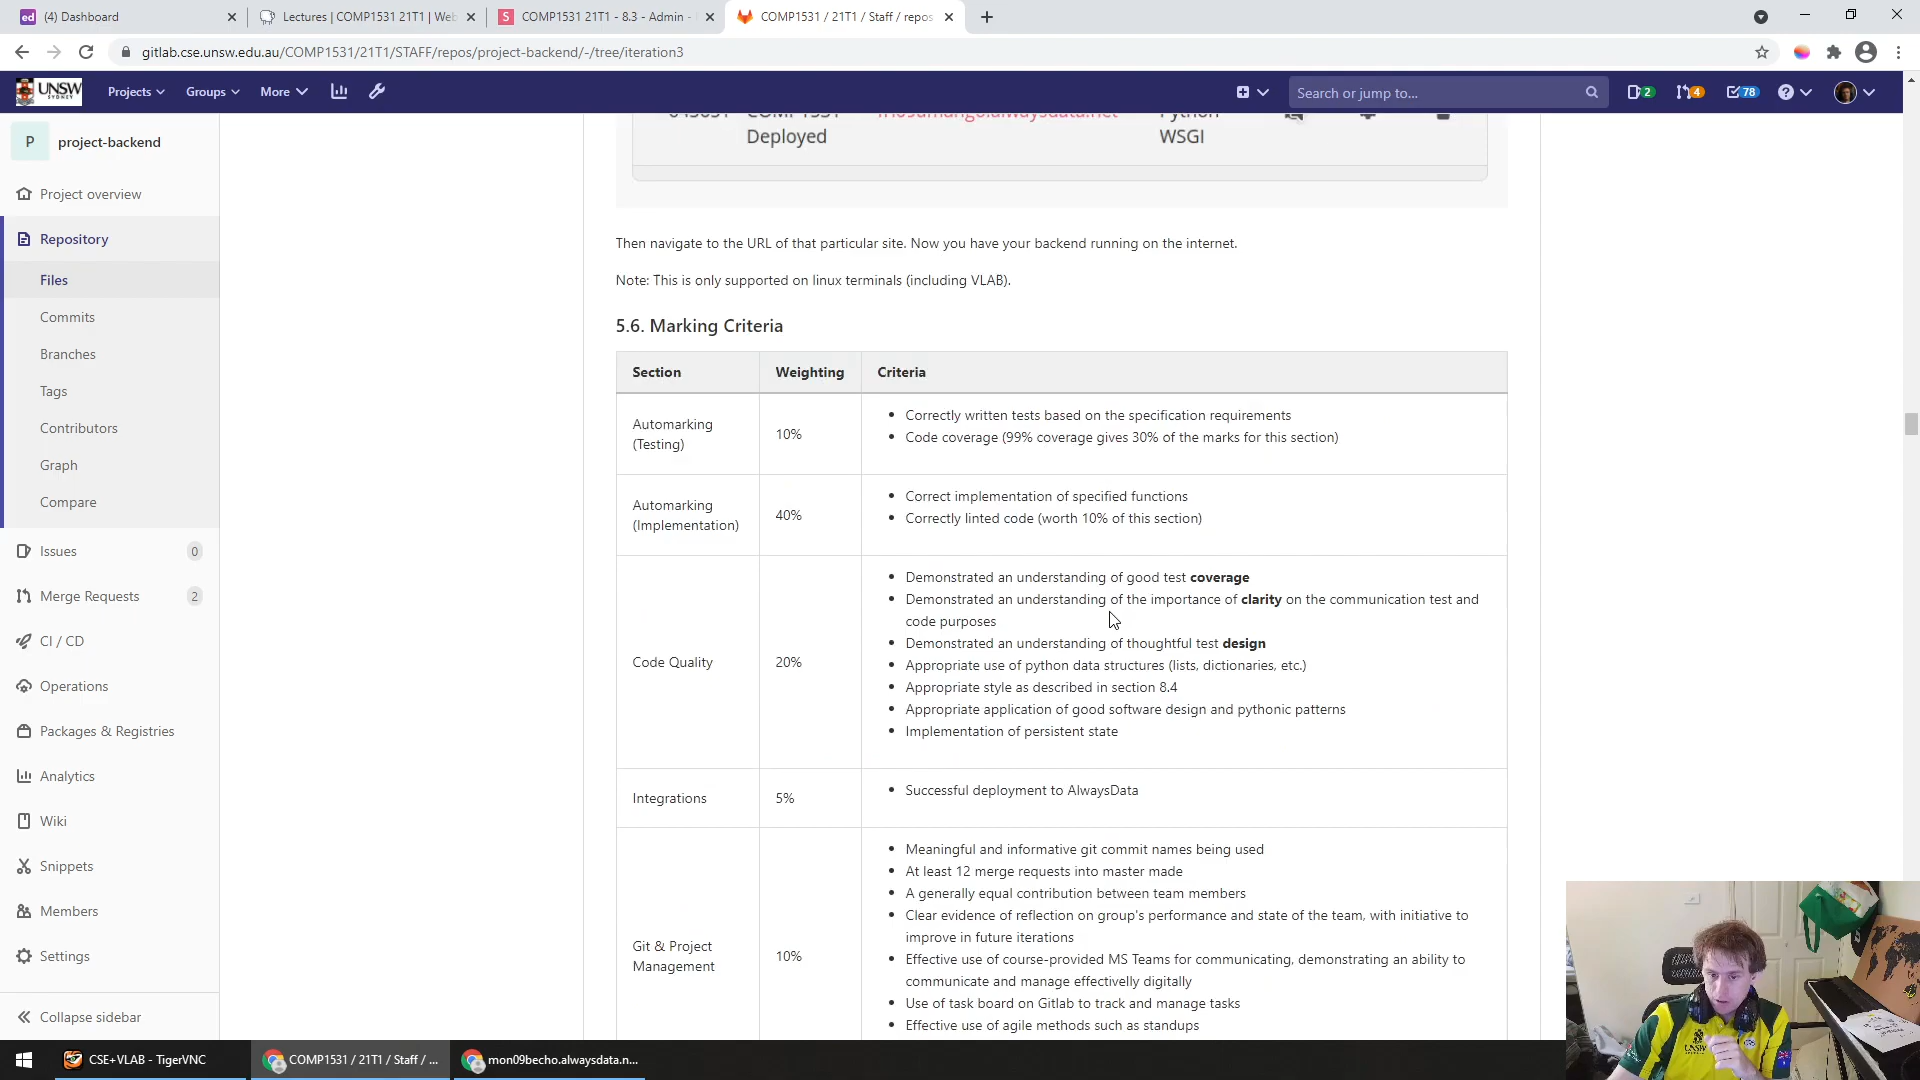 (4) Dashboard
Lectures | COMP1531 21T1 | Web
COMP1531 21T1 - 8.3 - Admin -
COMP1531 / 21T1 / Staff / repos
gitlab.cse.unsw.edu.au/COMP1531/21T1/STAFF/repos/project-backend/-/tree/iteration3
UNSW
SYDNEY
Projects
Groups
More
Search or jump to...
2
4
78
P
project-backend
Project overview
Repository
Files
Commits
Branches
Tags
Contributors
Graph
Compare
Issues
0
Merge Requests
2
CI / CD
Operations
Packages & Registries
Analytics
Wiki
Snippets
Members
Settings
Collapse sidebar
Deployed
WSGI
Then navigate to the URL of that particular site. Now you have your backend running on the internet.
Note: This is only supported on linux terminals (including VLAB).
5.6. Marking Criteria
Section Weighting Criteria
Automarking (Testing)
10%
Correctly written tests based on the specification requirements
Code coverage (99% coverage gives 30% of the marks for this section)
Automarking (Implementation)
40%
Correct implementation of specified functions
Correctly linted code (worth 10% of this section)
Code Quality
20%
Demonstrated an understanding of good test coverage
Demonstrated an understanding of the importance of clarity on the communication test and
code purposes
Demonstrated an understanding of thoughtful test design
Appropriate use of python data structures (lists, dictionaries, etc.)
Appropriate style as described in section 8.4
Appropriate application of good software design and pythonic patterns
Implementation of persistent state
Integrations
5%
Successful deployment to AlwaysData
Git & Project
Management
10%
Meaningful and informative git commit names being used
At least 12 merge requests into master made
A generally equal contribution between team members
Clear evidence of reflection on group's performance and state of the team, with initiative to
improve in future iterations
Effective use of course-provided MS Teams for communicating, demonstrating an ability to
communicate and manage effectivelly digitally
Use of task board on Gitlab to track and manage tasks
Effective use of agile methods such as standups
CSE+VLAB - TigerVNC
COMP1531 / 21T1 / Staff / ...
mon09becho.alwaysdata.n...
UNSW